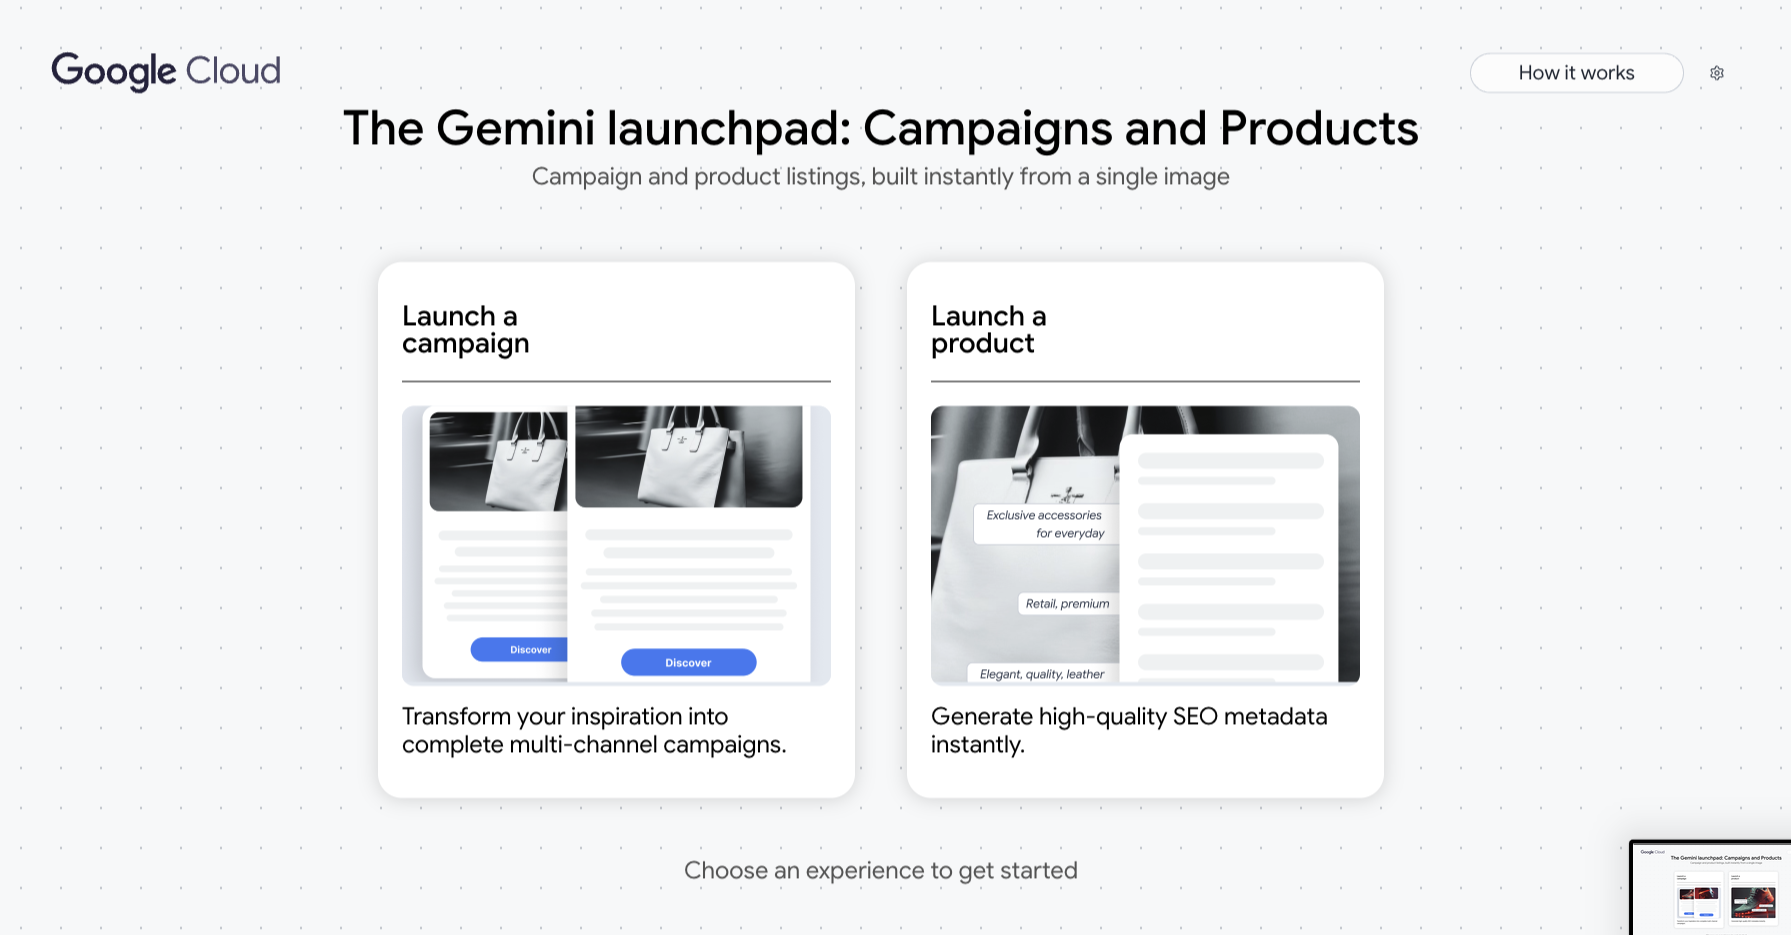 Google Cloud
How it works
The Gemini launchpad: Campaigns and Products
Campaign and product listings, built instantly from a single image
Launch a
campaign
Discover
Discover
Transform your inspiration into
complete multi-channel campaigns.
Launch a
product
Exclusive accessories
for everyday
Retail, premium
Elegant, quality, leather
Generate high-quality SEO metadata
instantly.
Choose an experience to get started
Google Cloud
The Gemini launchpad: Campaigns and Products